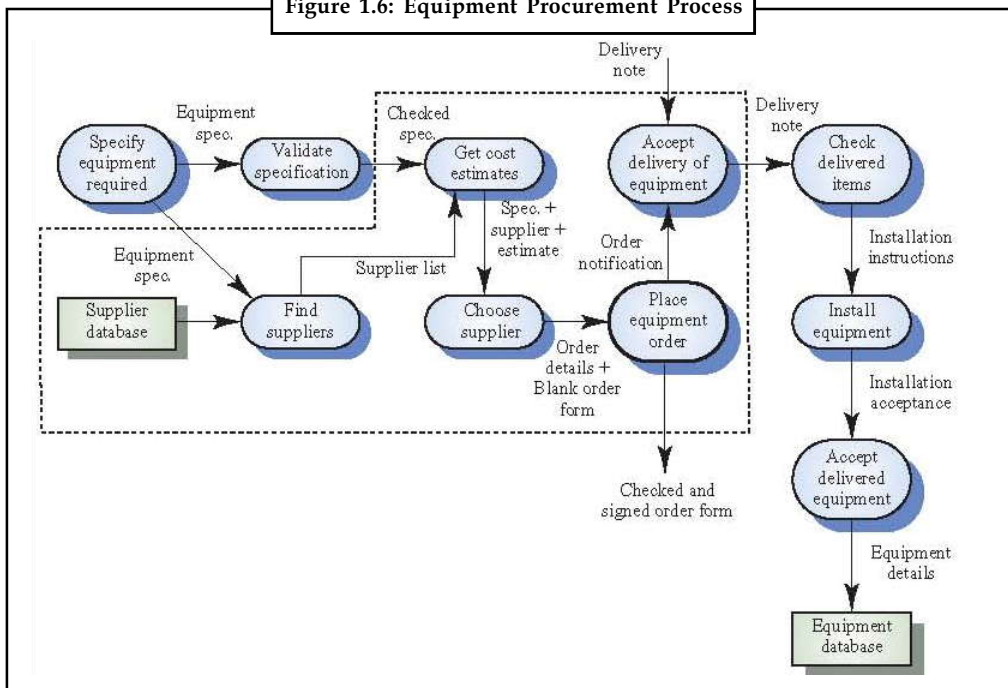 Figure 1.6: Equipment Procurement Process
Delivery
note
Equipment
spec.
Checked
spec.
Delivery
note
Specify
equipment
required
Validate
specification
Get cost
estimates
Accept
delivery of
equipment
Check
delivered
items
Spec. +
supplier +
estimate
Equipment
spec.
Supplier list
Order
notification
Installation
instructions
Supplier
database
Find
suppliers
Choose
supplier
Place
equipment
order
Install
equipment
Order
details +
Blank order
form
Installation
acceptance
Accept
delivered
equipment
Checked and
signed order form
Equipment
details
Equipment
database